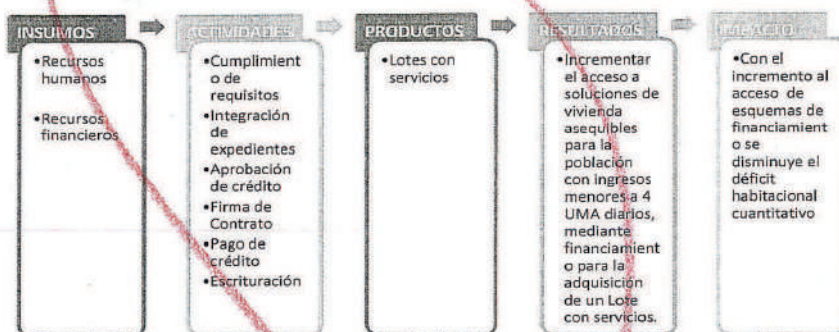 INSUMOS
•Recursos
humanos
•Recursos
financieros
ACTIVIDADES
•Cumplimient
o de
requisitos
•Integración
de
expedientes
•Aprobación
de crédito
•Firma de
Contrato
•Pago de
crédito
•Escrituración
PRODUCTOS
•Lotes con
servicios
RESULTADOS
•Incrementar
el acceso a
soluciones de
vivienda
asequibles
para la
población
con ingresos
menores a 4
UMA diarios,
mediante
financiamient
o para la
adquisición
de un Lote
con servicios.
IMPACTO
•Con el
incremento al
acceso de
esquemas de
financiamient
o se
disminuye el
déficit
habitacional
cuantitativo